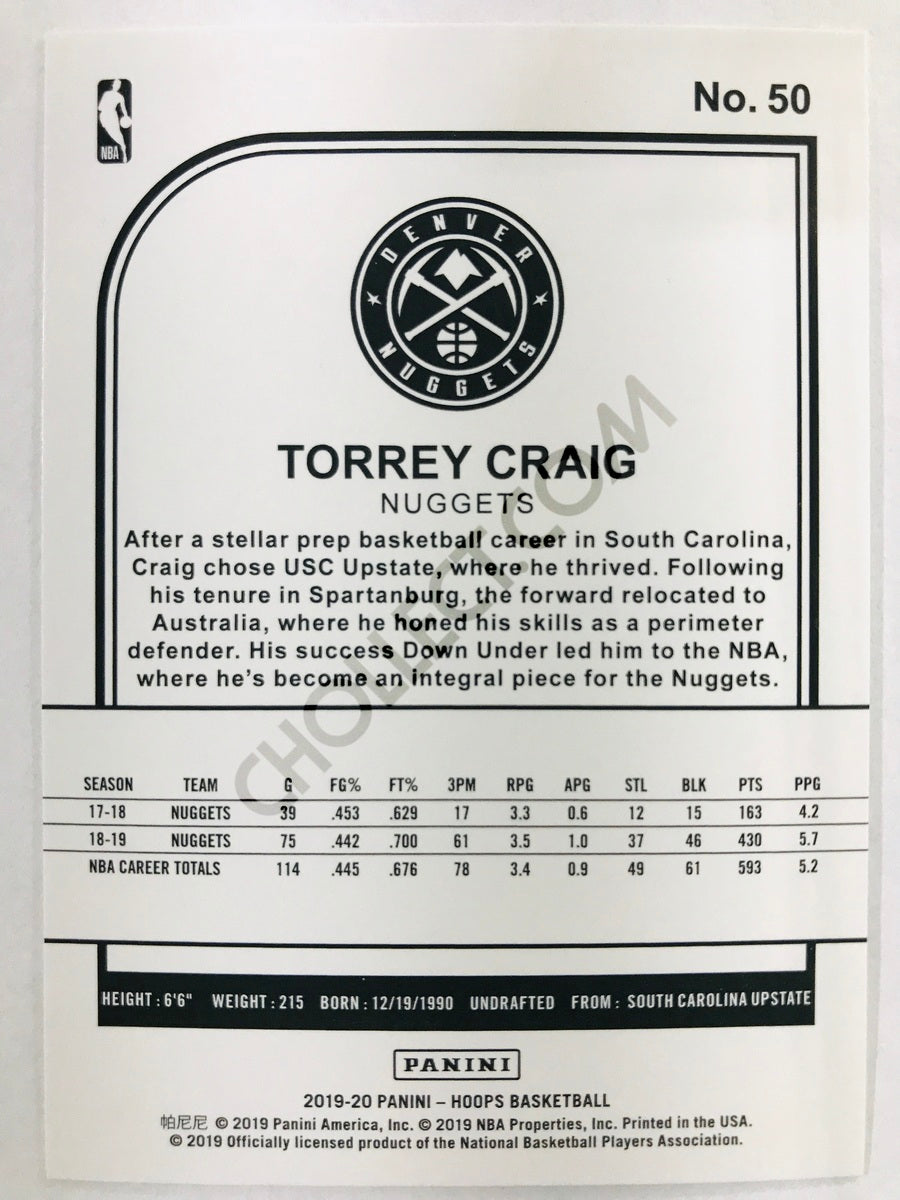 No. 50
NBA
DENVER
NUGGETS
TORREY CRAIG
NUGGETS
After a stellar prep basketball career in South Carolina,
Craig chose USC Upstate, where he thrived. Following
his tenure in Spartanburg, the forward relocated to
Australia, where he honed his skills as a perimeter
defender. His success Down Under led him to the NBA,
where he's become an integral piece for the Nuggets.
CHOLLECT.COM
SEASON TEAM G FG% FT% 3PM RPG APG STL BLK PTS PPG
17-18 NUGGETS 39 .453 .629 17 3.3 0.6 12 15 163 4.2
18-19 NUGGETS 75 .442 .700 61 3.5 1.0 37 46 430 5.7
NBA CAREER TOTALS 114 .445 .676 78 3.4 0.9 49 61 593 5.2
HEIGHT : 6'6" WEIGHT : 215 BORN : 12/19/1990 UNDRAFTED FROM : SOUTH CAROLINA UPSTATE
PANINI
2019-20 PANINI – HOOPS BASKETBALL
帕尼尼 © 2019 Panini America, Inc. © 2019 NBA Properties, Inc. Printed in the USA.
© 2019 Officially licensed product of the National Basketball Players Association.